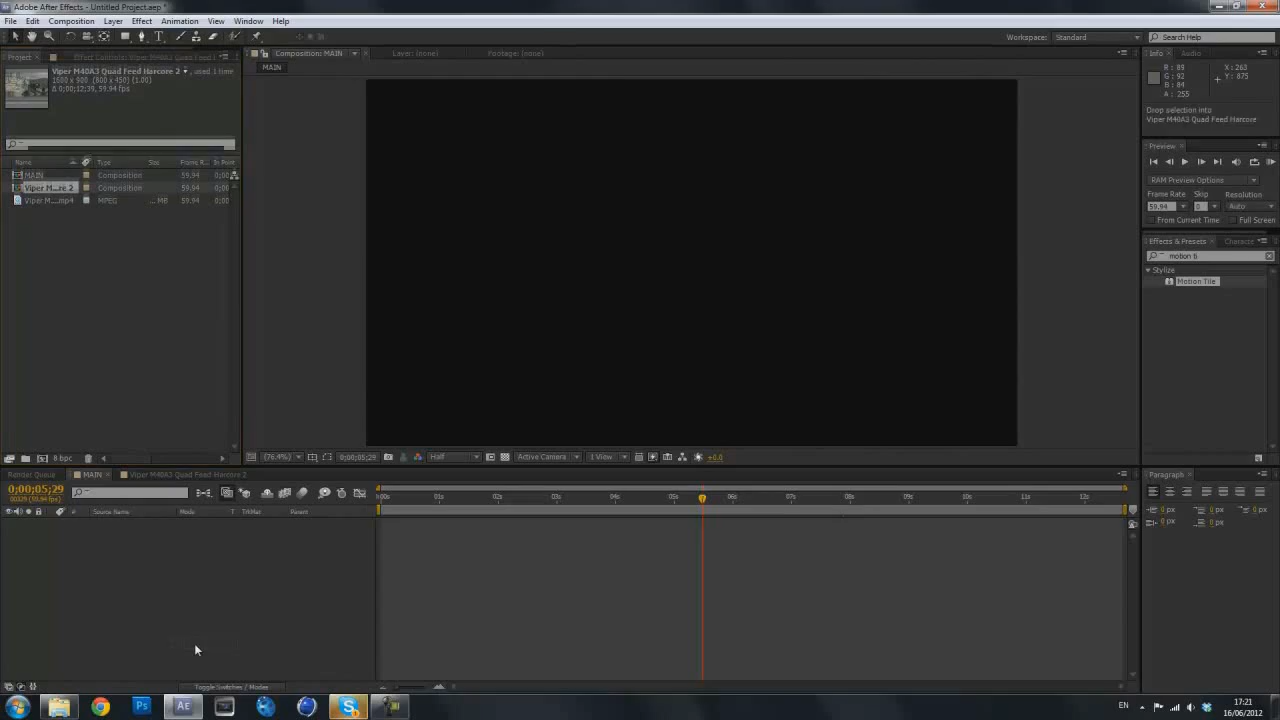 Adobe After Effects - Untitled Project.aep *
File Edit Composition Layer Effect Animation View Window Help
Workspace: Standard
Search Help
Project
Effect Controls: Viper M40A3 Quad Feed
Composition: MAIN
Layer: (none)
Footage: (none)
Info
Audio
MAIN
Viper M40A3 Quad Feed Harcore 2 , used 1 time
1600 x 900 (800 x 450) (1.00)
Δ 0;00;12;39, 59.94 fps
R : 89
G : 92
B : 84
A : 255
X : 263
Y : 875
Drop selection into
Viper M40A3 Quad Feed Harcore
Preview
Name Type Size Frame R... In Point
MAIN Composition 59.94 0;00
Viper M...re 2 Composition 59.94 0;00
Viper M....mp4 MPEG ... MB 59.94 0;00
RAM Preview Options
Frame Rate Skip Resolution
59.94 0 Auto
From Current Time Full Screen
Effects & Presets
Charact
motion ti
Stylize
Motion Tile
8 bpc
(76.4%) 0;00;05;29 Half Active Camera 1 View +0.0
Render Queue
MAIN
Viper M40A3 Quad Feed Harcore 2
Paragraph
0;00;05;29
00329 (59.94 fps)
:00s 01s 02s 03s 04s 05s 06s 07s 08s 09s 10s 11s 12s
# Source Name Mode T TrkMat Parent
0 px 0 px 0 px
0 px 0 px
Toggle Switches / Modes
Ps
Ae
EN
17:21
16/06/2012